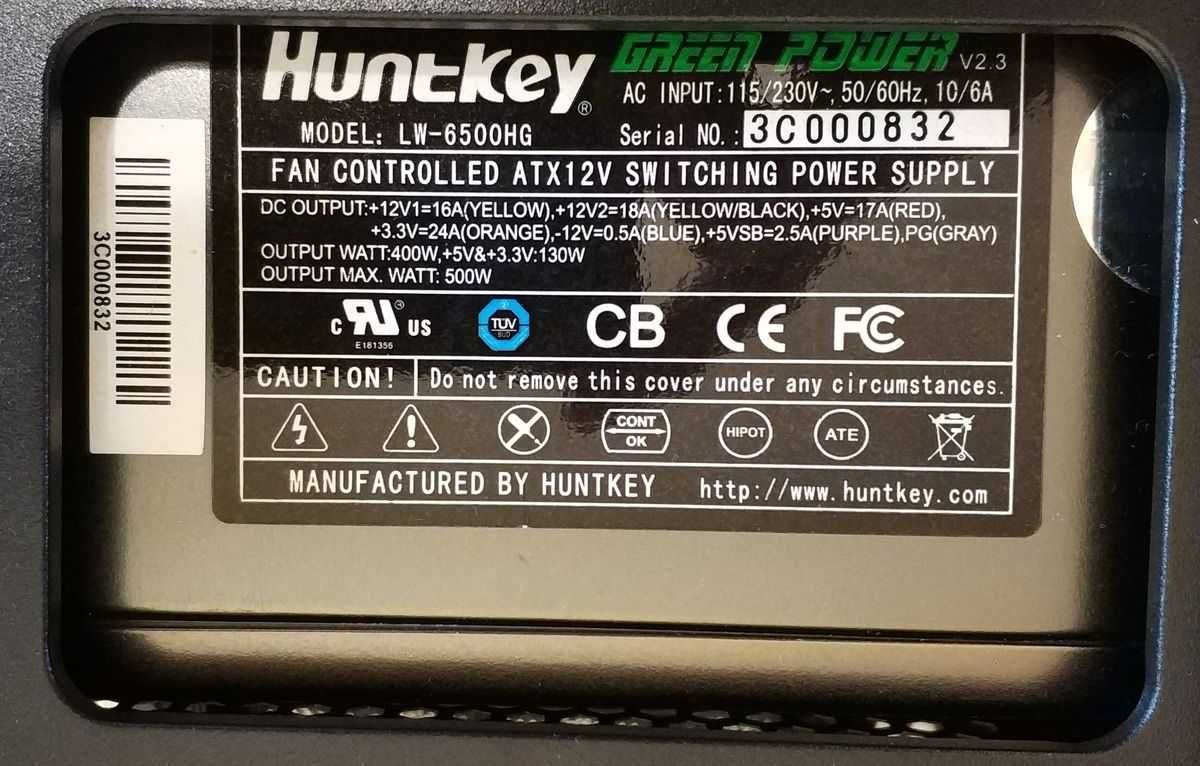 Huntkey®
GREEN POWER V2.3
AC INPUT:115/230V~, 50/60Hz, 10/6A
MODEL: LW-6500HG
Serial NO.: 3C000832
FAN CONTROLLED ATX12V SWITCHING POWER SUPPLY
DC OUTPUT:+12V1=16A(YELLOW),+12V2=18A(YELLOW/BLACK),+5V=17A(RED),
+3.3V=24A(ORANGE),-12V=0.5A(BLUE),+5VSB=2.5A(PURPLE),PG(GRAY)
OUTPUT WATT:400W,+5V&+3.3V:130W
OUTPUT MAX. WATT: 500W
c RU® US
E181356
TÜV
SÜD
CB
CE
FC
CAUTION! Do not remove this cover under any circumstances.
CONT
OK
HIPOT
ATE
MANUFACTURED BY HUNTKEY http://www.huntkey.com
3C000832